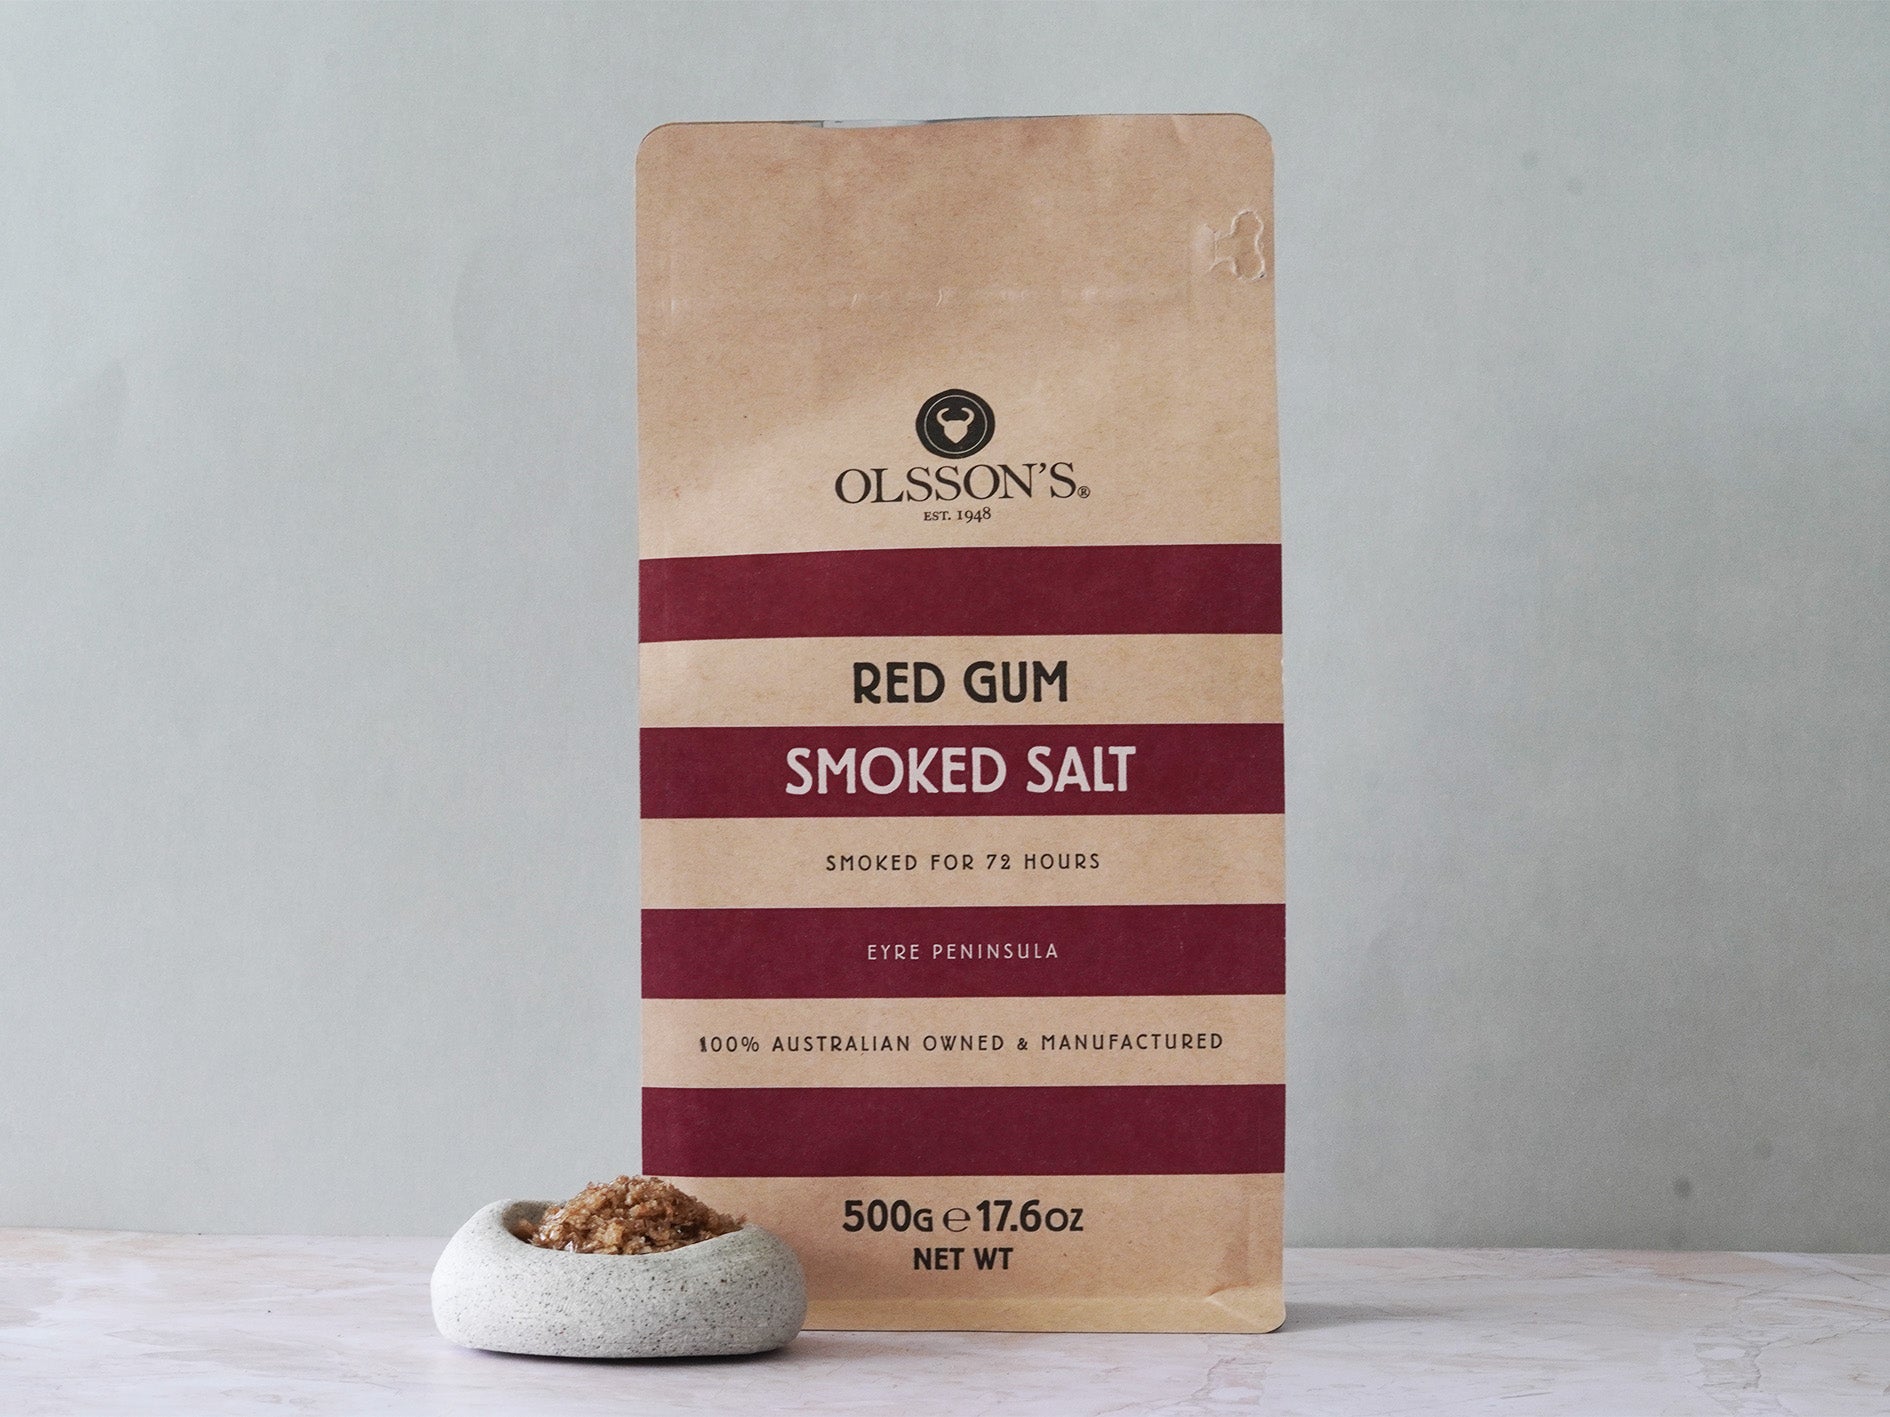 OLSSON'S®
EST. 1948
RED GUM
SMOKED SALT
SMOKED FOR 72 HOURS
EYRE PENINSULA
100% AUSTRALIAN OWNED & MANUFACTURED
500G ℮ 17.6OZ
NET WT